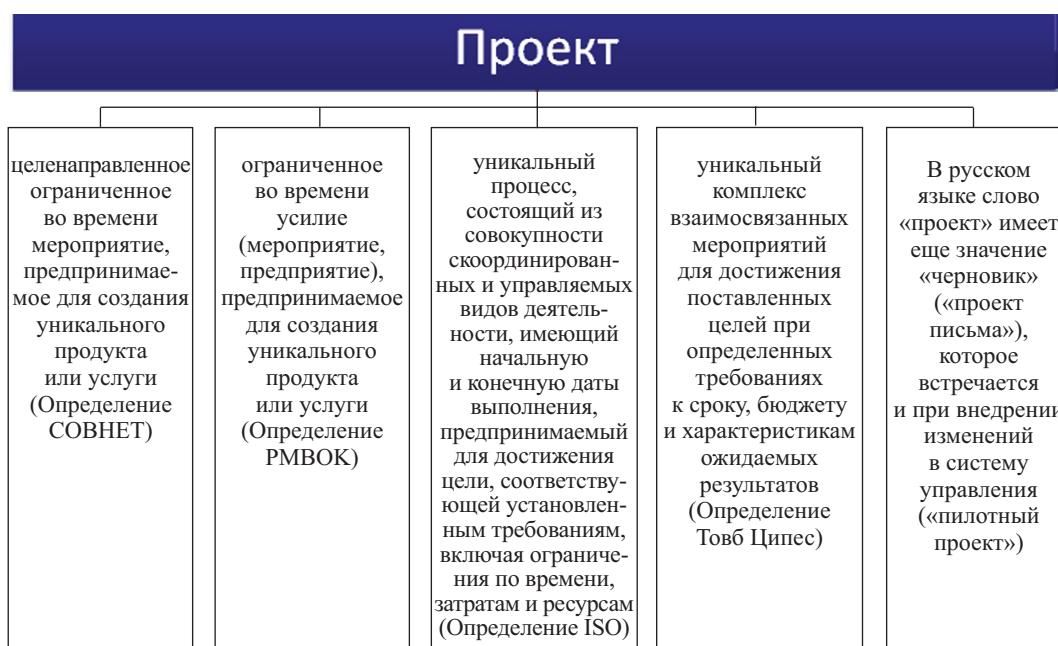 Проект
целенаправленное
ограниченное
во времени
мероприятие,
предпринимае-
мое для создания
уникального
продукта
или услуги
(Определение
СОВНЕТ)
ограниченное
во времени
усилие
(мероприятие,
предприятие),
предпринимаемое
для создания
уникального
продукта
или услуги
(Определение
PMBOK)
уникальный
процесс,
состоящий из
совокупности
скоординирован-
ных и управляемых
видов деятель-
ности, имеющий
начальную
и конечную даты
выполнения,
предпринимаемый
для достижения
цели, соответству-
ющей установлен-
ным требованиям,
включая ограниче-
ния по времени,
затратам и ресурсам
(Определение ISO)
уникальный
комплекс
взаимосвязанных
мероприятий
для достижения
поставленных
целей при
определенных
требованиях
к сроку, бюджету
и характеристикам
ожидаемых
результатов
(Определение
Товб Ципес)
В русском
языке слово
«проект» имеет
еще значение
«черновик»
(«проект
письма»),
которое
встречается
и при внедрении
изменений
в систему
управления
(«пилотный
проект»)